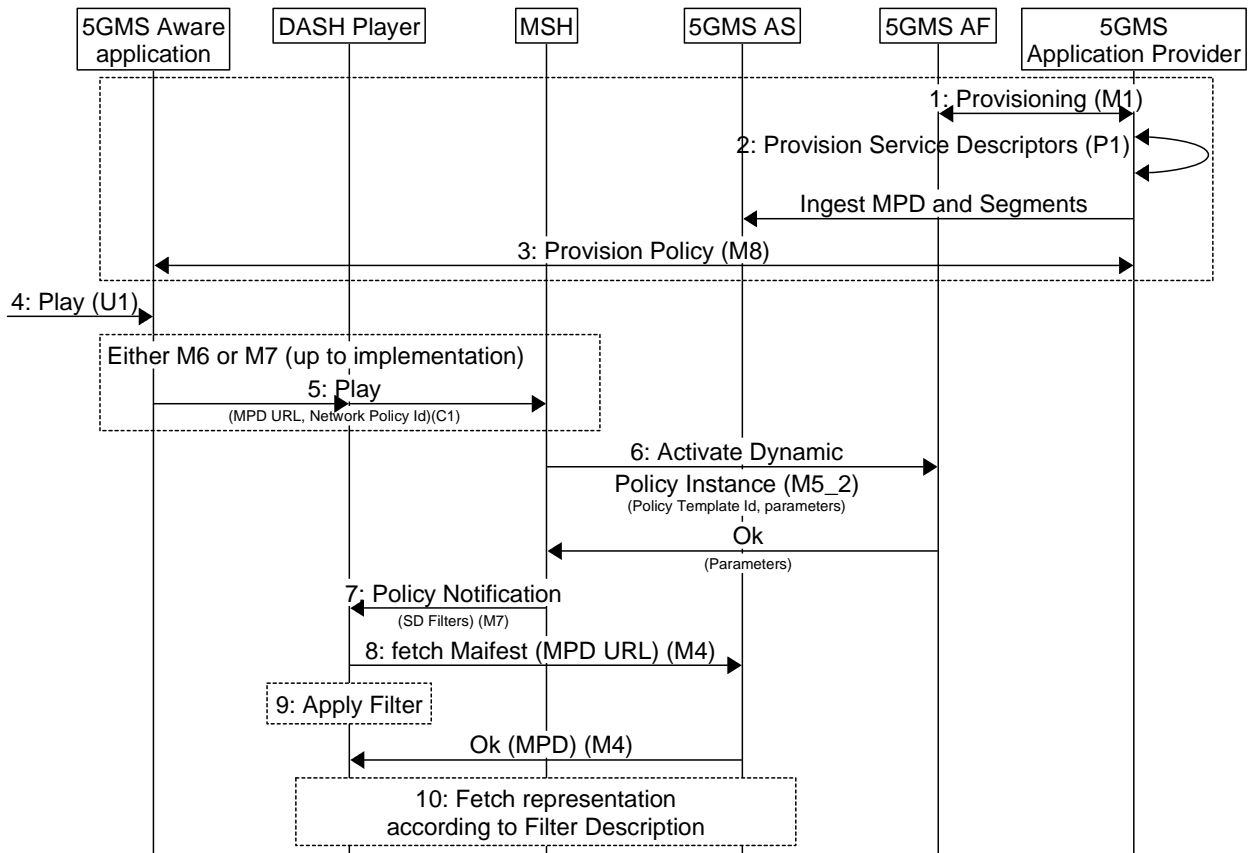 5GMS Aware
application
DASH Player
MSH
5GMS AS
5GMS AF
5GMS
Application Provider
1: Provisioning (M1)
2: Provision Service Descriptors (P1)
Ingest MPD and Segments
3: Provision Policy (M8)
4: Play (U1)
Either M6 or M7 (up to implementation)
5: Play
(MPD URL, Network Policy Id)(C1)
6: Activate Dynamic
Policy Instance (M5_2)
(Policy Template Id, parameters)
Ok
(Parameters)
7: Policy Notification
(SD Filters) (M7)
8: fetch Maifest (MPD URL) (M4)
9: Apply Filter
Ok (MPD) (M4)
10: Fetch representation
according to Filter Description